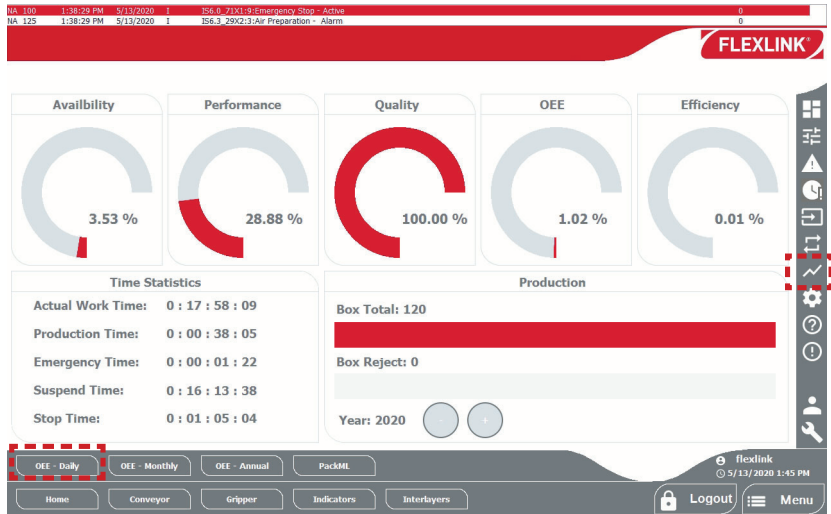 NA 100 1:38:29 PM 5/13/2020 I IS6.0_71X1:9:Emergency Stop - Active 0
NA 125 1:38:29 PM 5/13/2020 I IS6.3_29X2:3:Air Preparation - Alarm 0
FLEXLINK®
Availbility Performance Quality OEE Efficiency
3.53 % 28.88 % 100.00 % 1.02 % 0.01 %
Time Statistics
Actual Work Time: 0 : 17 : 58 : 09
Production Time: 0 : 00 : 38 : 05
Emergency Time: 0 : 00 : 01 : 22
Suspend Time: 0 : 16 : 13 : 38
Stop Time: 0 : 01 : 05 : 04
Production
Box Total: 120
Box Reject: 0
Year: 2020 - +
OEE - Daily OEE - Monthly OEE - Annual PackML
flexlink
5/13/2020 1:45 PM
Home Conveyor Gripper Indicators Interlayers Logout Menu